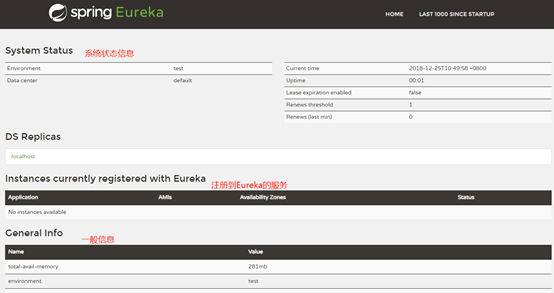 spring Eureka
HOME LAST 1000 SINCE STARTUP
System Status 系统状态信息
Environment test
Data center default
Current time 2018-12-25T10:49:58 +0800
Uptime 00:01
Lease expiration enabled false
Renews threshold 1
Renews (last min) 0
DS Replicas
localhost
Instances currently registered with Eureka 注册到Eureka的服务
Application AMIs Availability Zones Status
No instances available
General Info 一般信息
Name Value
total-avail-memory 281mb
environment test